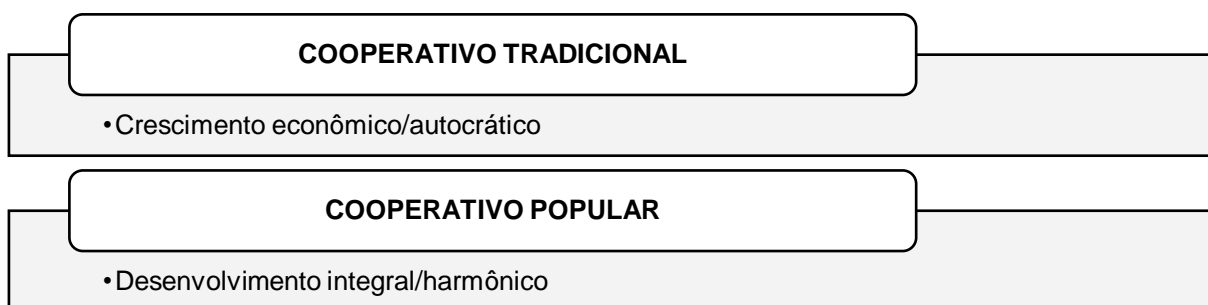 COOPERATIVO TRADICIONAL
•Crescimento econômico/autocrático
COOPERATIVO POPULAR
•Desenvolvimento integral/harmônico